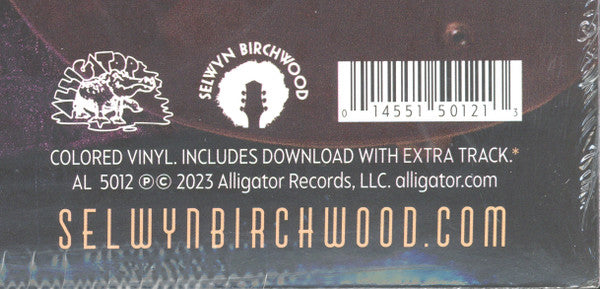 ALLIGATOR
SELWYN BIRCHWOOD
0 14551 50121 3
COLORED VINYL. INCLUDES DOWNLOAD WITH EXTRA TRACK.*
AL 5012 ℗© 2023 Alligator Records, LLC. alligator.com
SELWYNBIRCHWOOD.COM